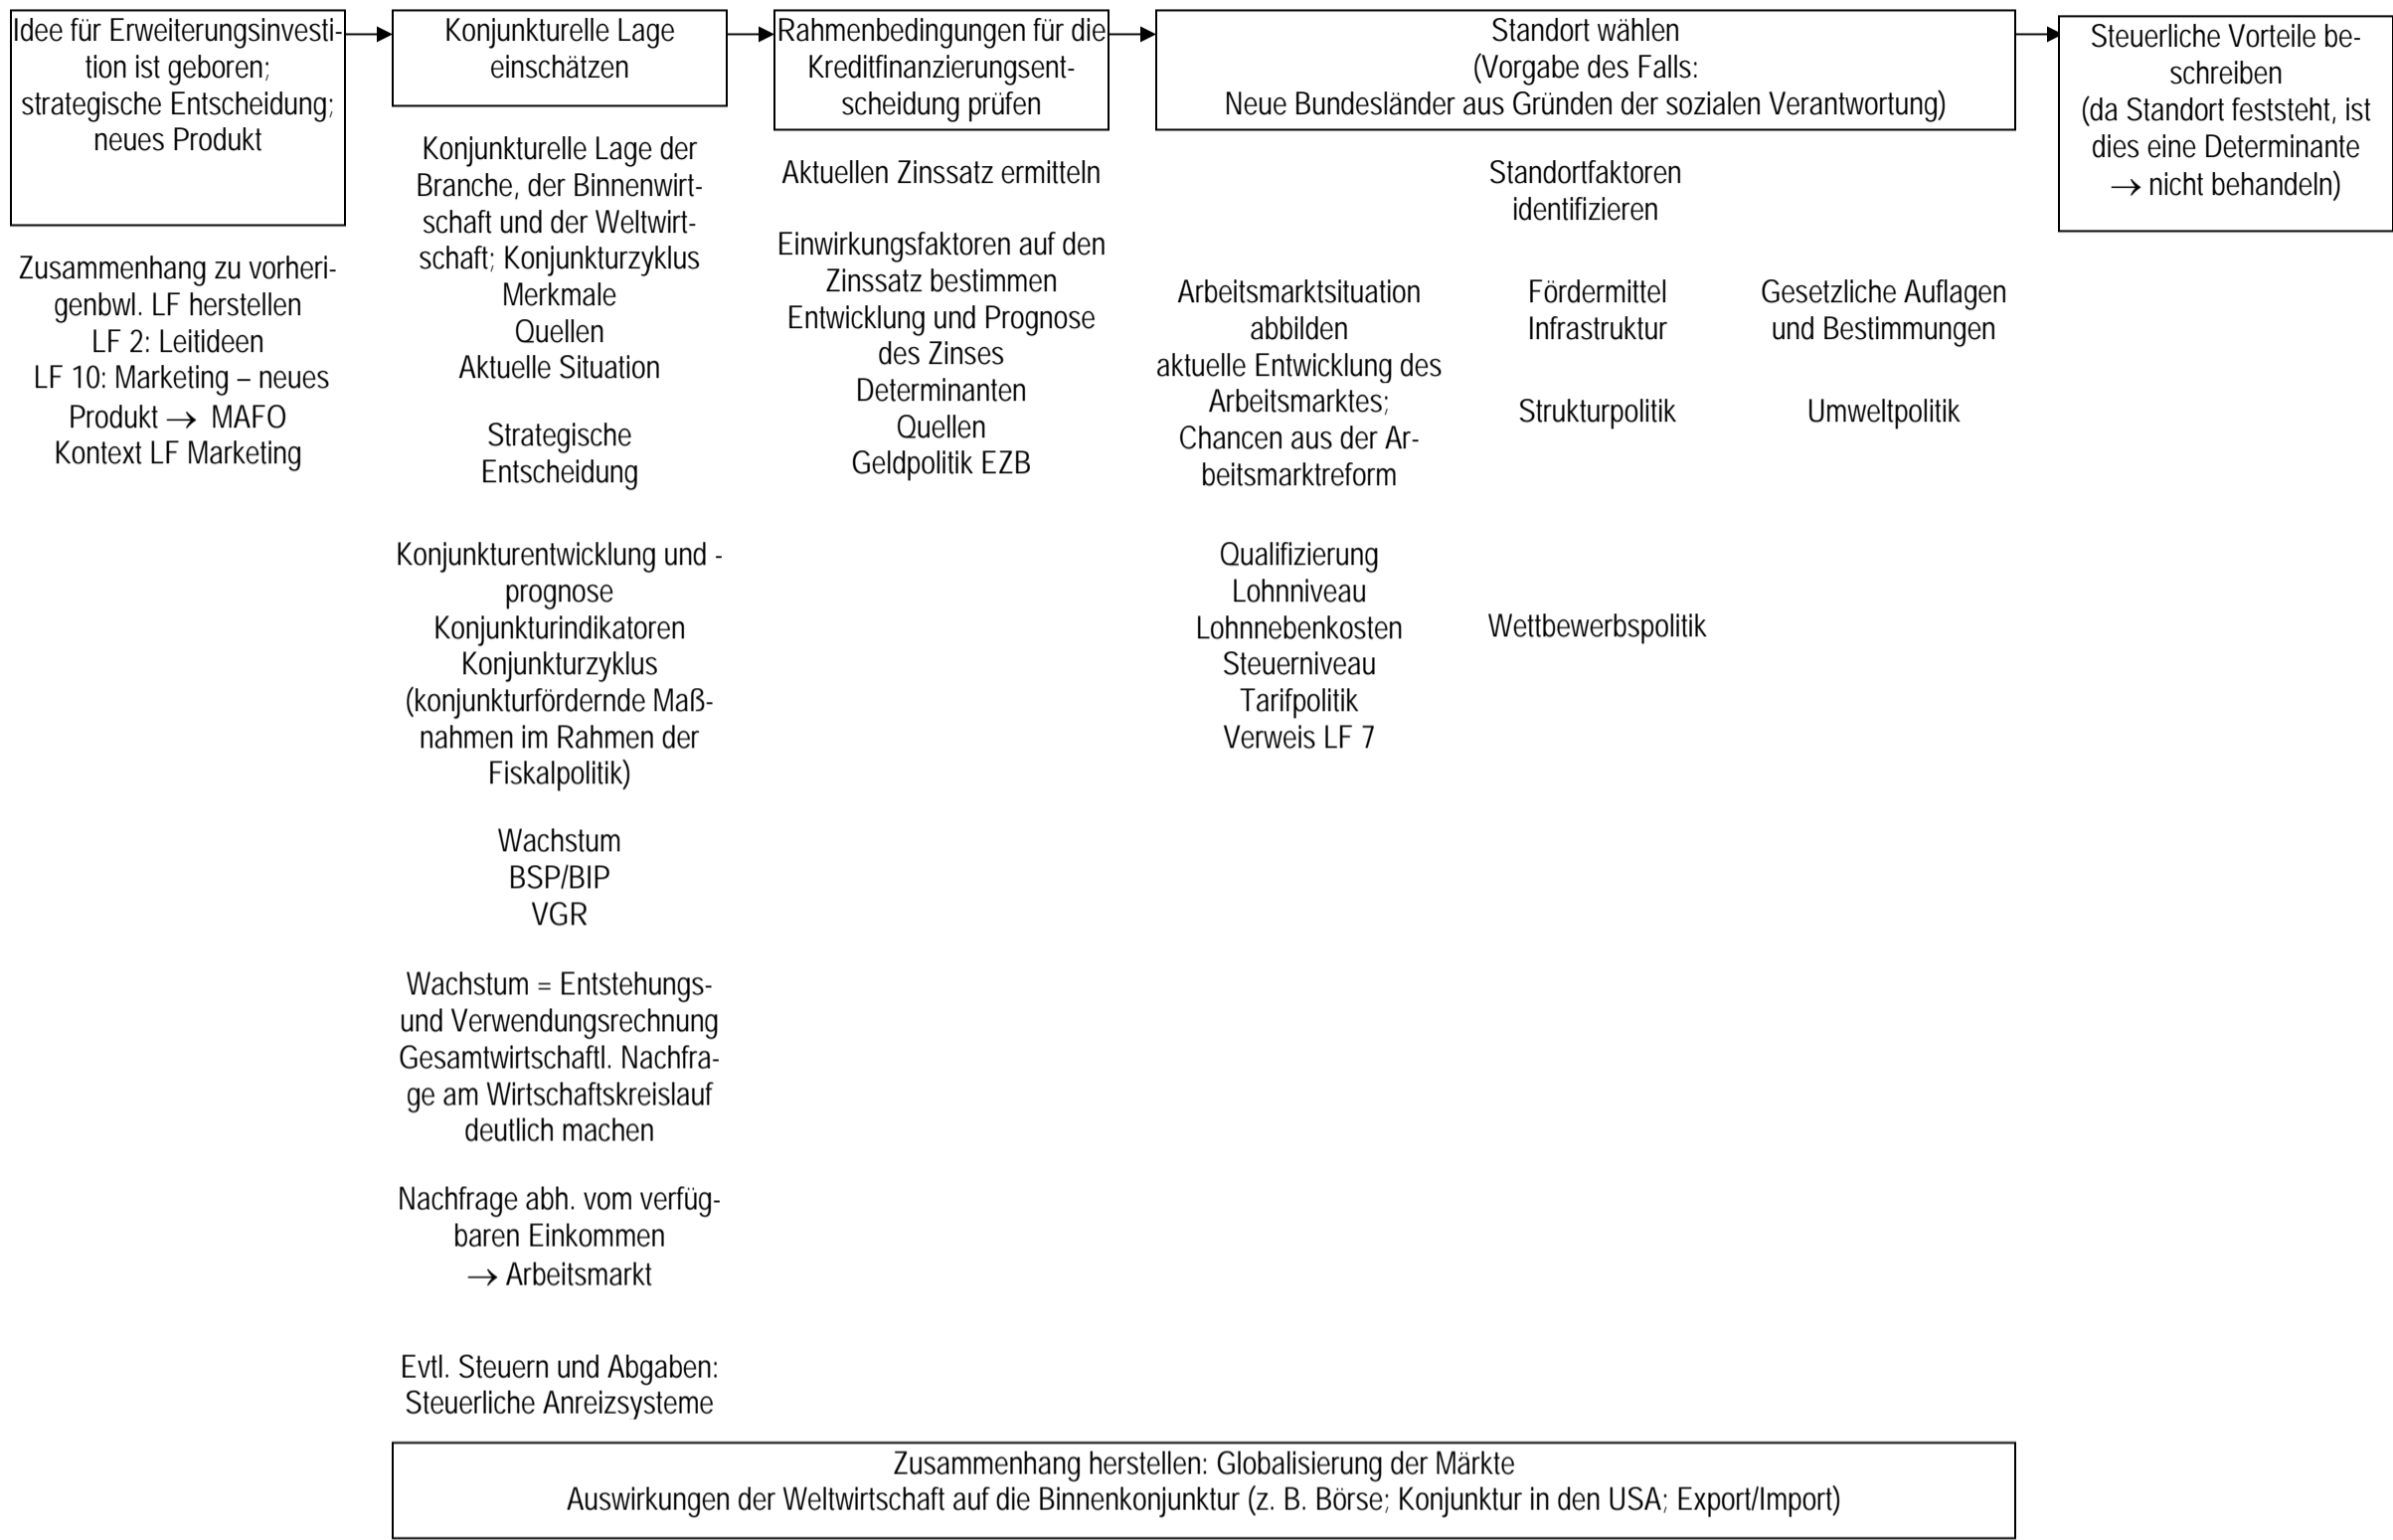 Idee für Erweiterungsinvesti-
tion ist geboren;
strategische Entscheidung;
neues Produkt
Zusammenhang zu vorheri-
genbwl. LF herstellen
LF 2: Leitideen
LF 10: Marketing – neues
Produkt → MAFO
Kontext LF Marketing
Konjunkturelle Lage
einschätzen
Konjunkturelle Lage der
Branche, der Binnenwirt-
schaft und der Weltwirt-
schaft; Konjunkturzyklus
Merkmale
Quellen
Aktuelle Situation
Strategische
Entscheidung
Konjunkturentwicklung und -
prognose
Konjunkturindikatoren
Konjunkturzyklus
(konjunkturfördernde Maß-
nahmen im Rahmen der
Fiskalpolitik)
Wachstum
BSP/BIP
VGR
Wachstum = Entstehungs-
und Verwendungsrechnung
Gesamtwirtschaftl. Nachfra-
ge am Wirtschaftskreislauf
deutlich machen
Nachfrage abh. vom verfüg-
baren Einkommen
→ Arbeitsmarkt
Evtl. Steuern und Abgaben:
Steuerliche Anreizsysteme
Rahmenbedingungen für die
Kreditfinanzierungsent-
scheidung prüfen
Aktuellen Zinssatz ermitteln
Einwirkungsfaktoren auf den
Zinssatz bestimmen
Entwicklung und Prognose
des Zinses
Determinanten
Quellen
Geldpolitik EZB
Standort wählen
(Vorgabe des Falls:
Neue Bundesländer aus Gründen der sozialen Verantwortung)
Standortfaktoren
identifizieren
Arbeitsmarktsituation
abbilden
aktuelle Entwicklung des
Arbeitsmarktes;
Chancen aus der Ar-
beitsmarktreform
Qualifizierung
Lohnniveau
Lohnnebenkosten
Steuerniveau
Tarifpolitik
Verweis LF 7
Fördermittel
Infrastruktur
Strukturpolitik
Wettbewerbspolitik
Gesetzliche Auflagen
und Bestimmungen
Umweltpolitik
Steuerliche Vorteile be-
schreiben
(da Standort feststeht, ist
dies eine Determinante
→ nicht behandeln)
Zusammenhang herstellen: Globalisierung der Märkte
Auswirkungen der Weltwirtschaft auf die Binnenkonjunktur (z. B. Börse; Konjunktur in den USA; Export/Import)